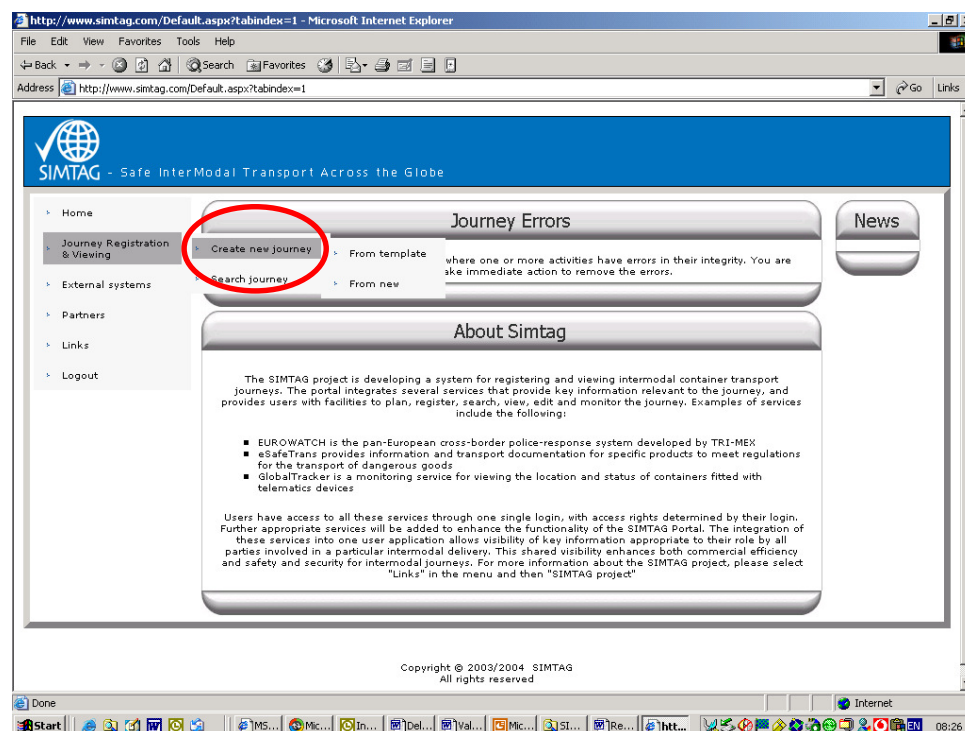 http://www.simtag.com/Default.aspx?tabindex=1 - Microsoft Internet Explorer
File Edit View Favorites Tools Help
Back Search Favorites
Address http://www.simtag.com/Default.aspx?tabindex=1 Go Links
SIMTAG - Safe InterModal Transport Across the Globe
Home
Journey Registration
& Viewing
External systems
Partners
Links
Logout
Create new journey
Search journey
From template
From new
Journey Errors
where one or more activities have errors in their integrity. You are
immediate action to remove the errors.
News
About Simtag
The SIMTAG project is developing a system for registering and viewing intermodal container transport
journeys. The portal integrates several services that provide key information relevant to the journey, and
provides users with facilities to plan, register, search, view, edit and monitor the journey. Examples of services
include the following:
EUROWATCH is the pan-European cross-border police-response system developed by TRI-MEX
eSafeTrans provides information and transport documentation for specific products to meet regulations
for the transport of dangerous goods
GlobalTracker is a monitoring service for viewing the location and status of containers fitted with
telematics devices
Users have access to all these services through one single login, with access rights determined by their login.
Further appropriate services will be added to enhance the functionality of the SIMTAG Portal. The integration of
these services into one user application allows visibility of key information appropriate to their role by all
parties involved in a particular intermodal delivery. This shared visibility enhances both commercial efficiency
and safety and security for intermodal journeys. For more information about the SIMTAG project, please select
"Links" in the menu and then "SIMTAG project"
Copyright © 2003/2004 SIMTAG
All rights reserved
Done Internet
Start MS... Mic... In... Del... Val... Mic... SI... Re... htt... EN 08:26